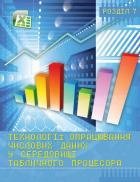 РОЗДІЛ 7
ТЕХНОЛОГІЇ ОПРАЦЮВАННЯ
ЧИСЛОВИХ ДАНИХ
У СЕРЕДОВИЩІ
ТАБЛИЧНОГО ПРОЦЕСОРА